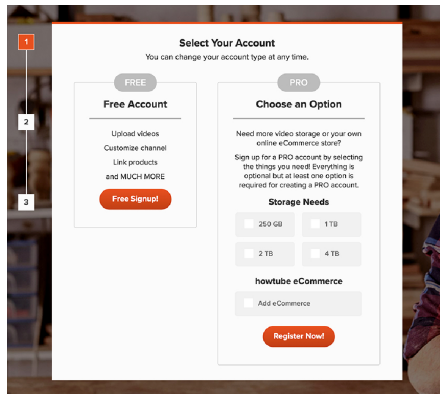 1
Select Your Account
You can change your account type at any time.
FREE
Free Account
Upload videos
Customize channel
Link products
and MUCH MORE
Free Signup!
PRO
Choose an Option
Need more video storage or your own
online eCommerce store?
Sign up for a PRO account by selecting
the things you need! Everything is
optional but at least one option is
required for creating a PRO account.
Storage Needs
250 GB
1 TB
2 TB
4 TB
howtube eCommerce
Add eCommerce
Register Now!
2
3